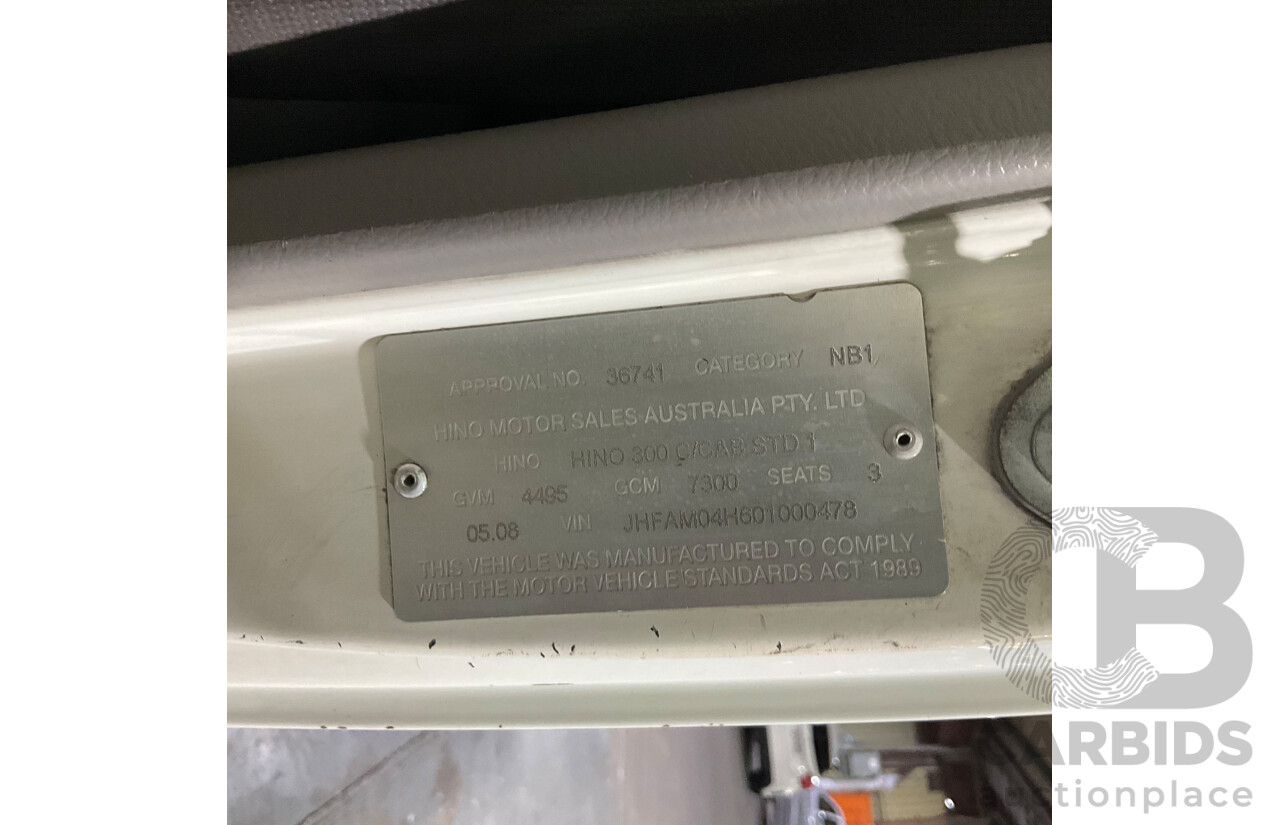 APPROVAL NO. 36741 CATEGORY NB1
HINO MOTOR SALES AUSTRALIA PTY. LTD
HINO HINO 300 C/CAB STD 1
GVM 4495 GCM 7300 SEATS 3
05.08 VIN JHFAM04H601000478
THIS VEHICLE WAS MANUFACTURED TO COMPLY
WITH THE MOTOR VEHICLE STANDARDS ACT 1989
CARBIDS
auctionplace